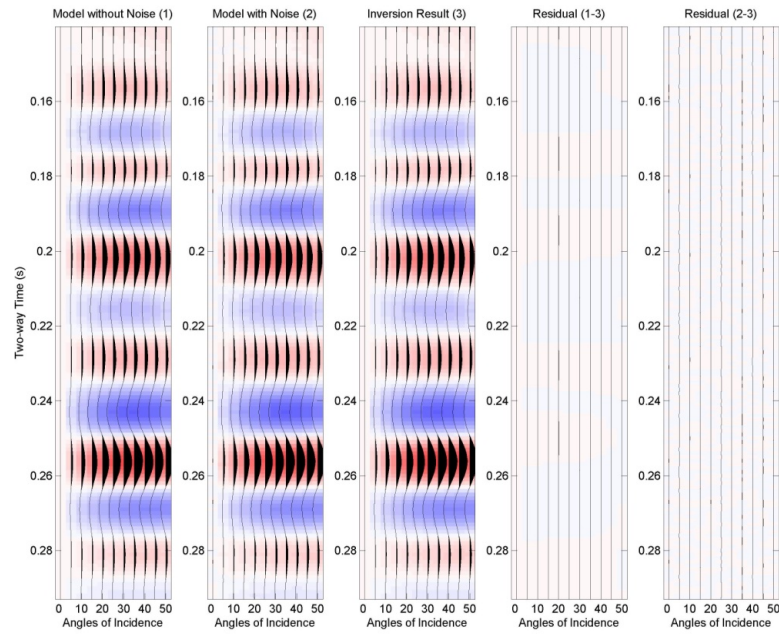 Model without Noise (1)
Model with Noise (2)
Inversion Result (3)
Residual (1-3)
Residual (2-3)
Two-way Time (s)
0.16
0.18
0.2
0.22
0.24
0.26
0.28
0 10 20 30 40 50
Angles of Incidence
0.16
0.18
0.2
0.22
0.24
0.26
0.28
0 10 20 30 40 50
Angles of Incidence
0.16
0.18
0.2
0.22
0.24
0.26
0.28
0 10 20 30 40 50
Angles of Incidence
0.16
0.18
0.2
0.22
0.24
0.26
0.28
0 10 20 30 40 50
Angles of Incidence
0.16
0.18
0.2
0.22
0.24
0.26
0.28
0 10 20 30 40 50
Angles of Incidence